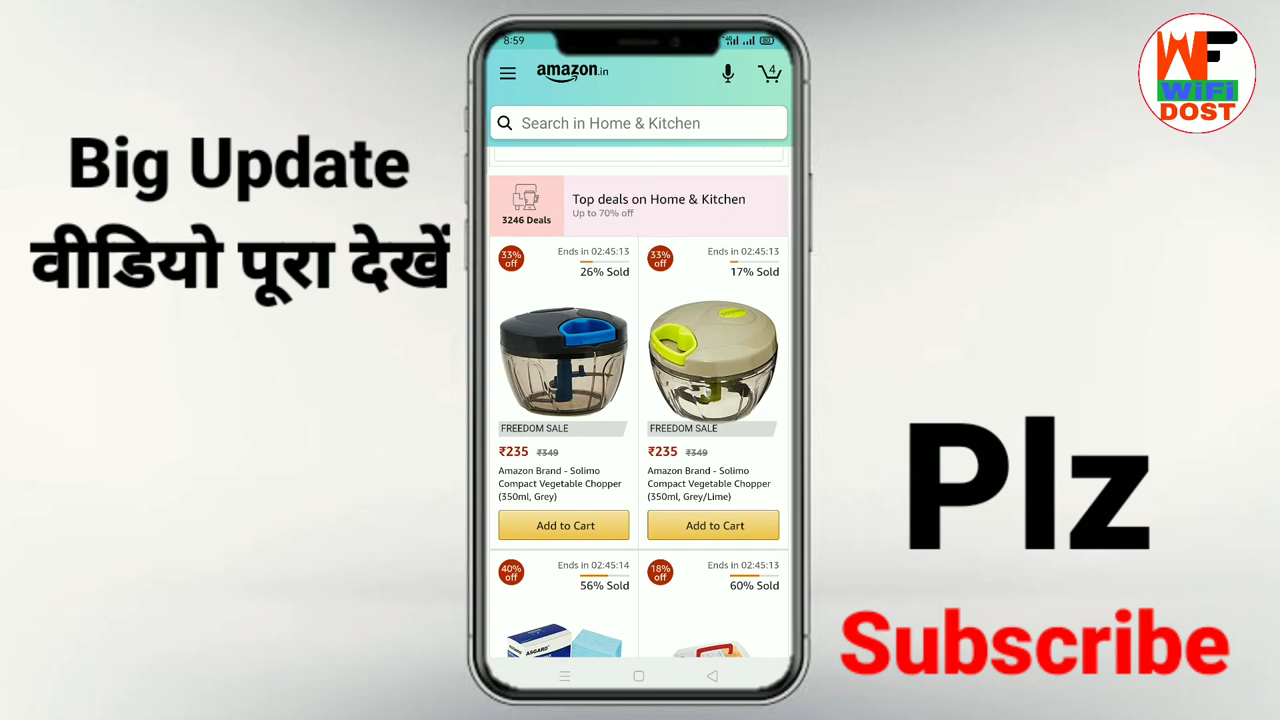 Big Update
वीडियो पूरा देखें
8:59
amazon.in
4
Search in Home & Kitchen
3246 Deals
Top deals on Home & Kitchen
Up to 70% off
33% off
Ends in 02:45:13
26% Sold
33% off
Ends in 02:45:13
17% Sold
FREEDOM SALE
₹235 ₹349
Amazon Brand - Solimo
Compact Vegetable Chopper
(350ml, Grey)
Add to Cart
FREEDOM SALE
₹235 ₹349
Amazon Brand - Solimo
Compact Vegetable Chopper
(350ml, Grey/Lime)
Add to Cart
40% off
Ends in 02:45:14
56% Sold
18% off
Ends in 02:45:13
60% Sold
ASGARD
WF
WiFi
DOST
Plz
Subscribe